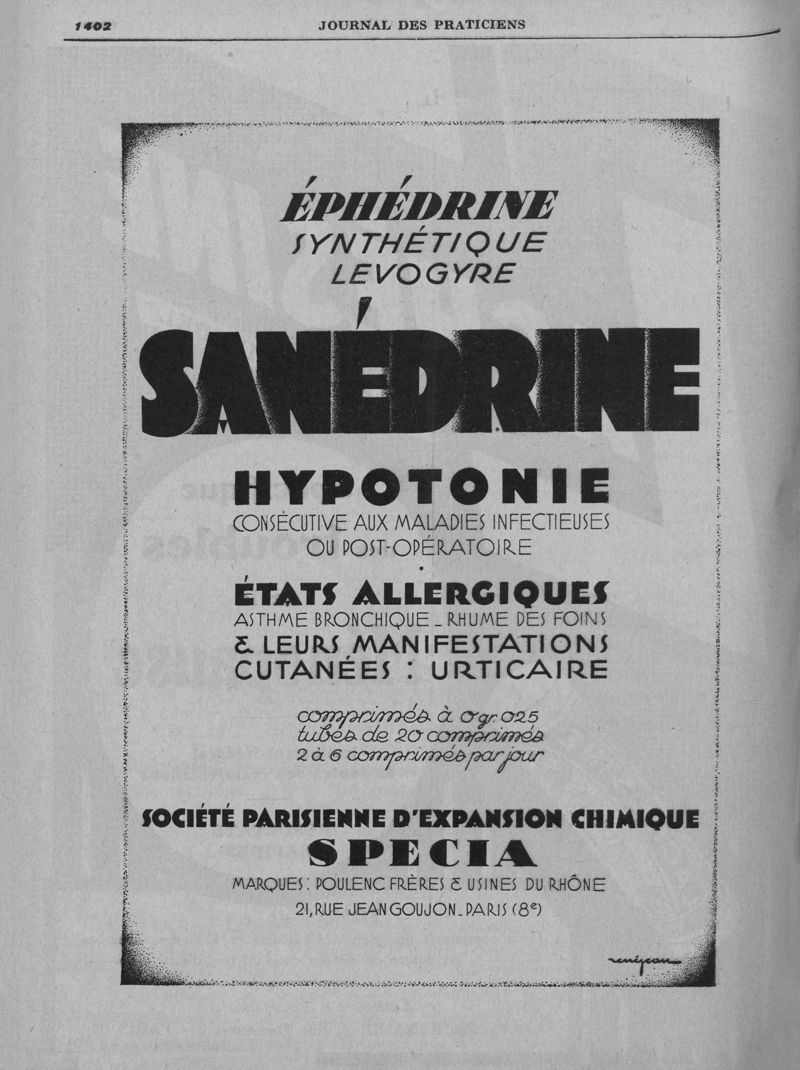 1402
JOURNAL DES PRATICIENS
ÉPHÉDRINE
SYNTHÉTIQUE
LEVOGYRE
SANÉDRINE
HYPOTONIE
CONSÉCUTIVE AUX MALADIES INFECTIEUSES
OU POST-OPÉRATOIRE
ÉTATS ALLERGIQUES
ASTHME BRONCHIQUE - RHUME DES FOINS
& LEURS MANIFESTATIONS
CUTANÉES : URTICAIRE
comprimés à 0 gr. 025
tubes de 20 comprimés
2 à 6 comprimés par jour
SOCIÉTÉ PARISIENNE D'EXPANSION CHIMIQUE
SPECIA
MARQUES: POULENC FRÈRES & USINES DU RHÔNE
21, RUE JEAN GOUJON - PARIS (8e)